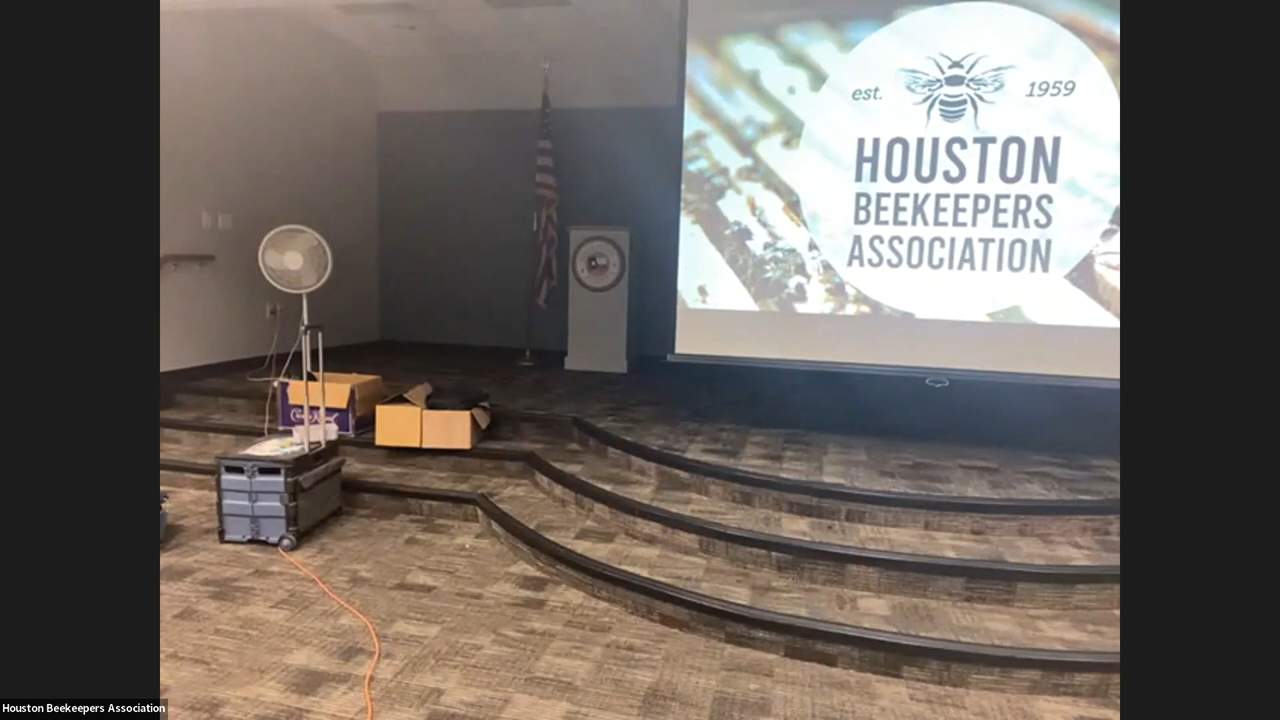 est.
1959
HOUSTON
BEEKEEPERS
ASSOCIATION
Houston Beekeepers Association